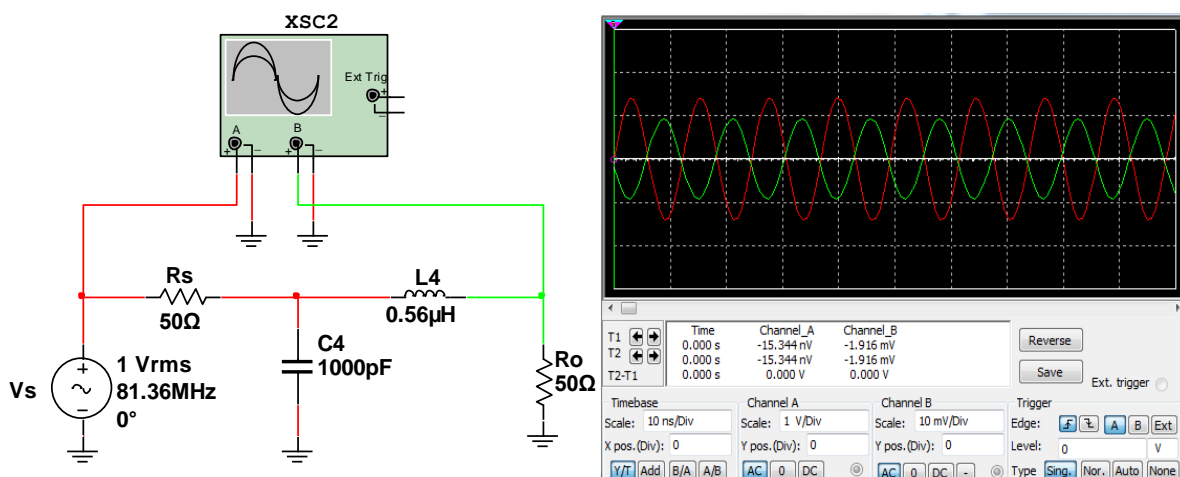 XSC2
Ext Trig
+
−
A
B
+ −
+ −
Rs
50Ω
L4
0.56µH
C4
1000pF
Ro
50Ω
Vs
+
−
1 Vrms
81.36MHz
0°
Time Channel_A Channel_B
T1 0.000 s -15.344 nV -1.916 mV
T2 0.000 s -15.344 nV -1.916 mV
T2-T1 0.000 s 0.000 V 0.000 V
Reverse
Save
Ext. trigger
Timebase
Scale: 10 ns/Div
X pos.(Div): 0
Y/T Add B/A A/B
Channel A
Scale: 1 V/Div
Y pos.(Div): 0
AC 0 DC
Channel B
Scale: 10 mV/Div
Y pos.(Div): 0
AC 0 DC -
Trigger
Edge: A B Ext
Level: 0 V
Type Sing. Nor. Auto None